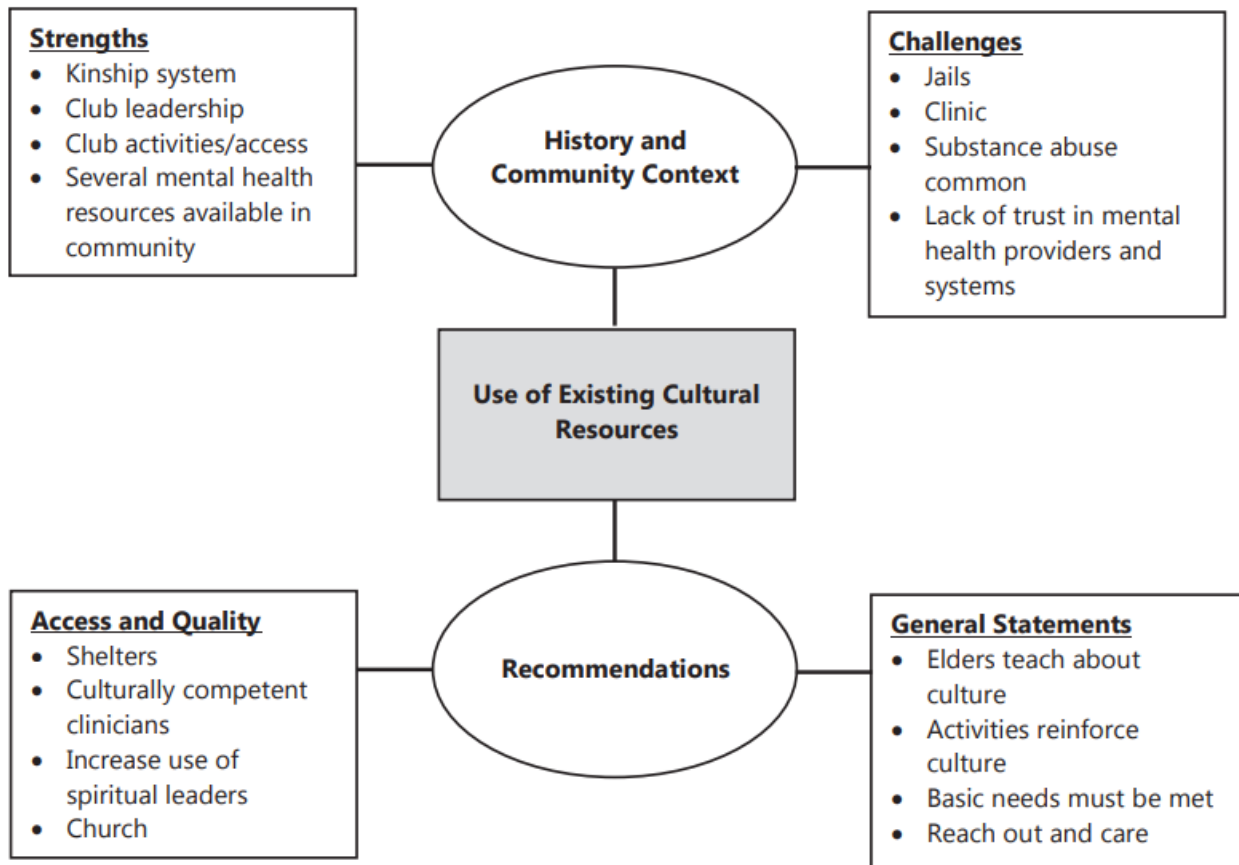 Strengths
• Kinship system
• Club leadership
• Club activities/access
• Several mental health
resources available in
community
History and
Community Context
Challenges
• Jails
• Clinic
• Substance abuse
common
• Lack of trust in mental
health providers and
systems
Use of Existing Cultural
Resources
Access and Quality
• Shelters
• Culturally competent
clinicians
• Increase use of
spiritual leaders
• Church
Recommendations
General Statements
• Elders teach about
culture
• Activities reinforce
culture
• Basic needs must be met
• Reach out and care